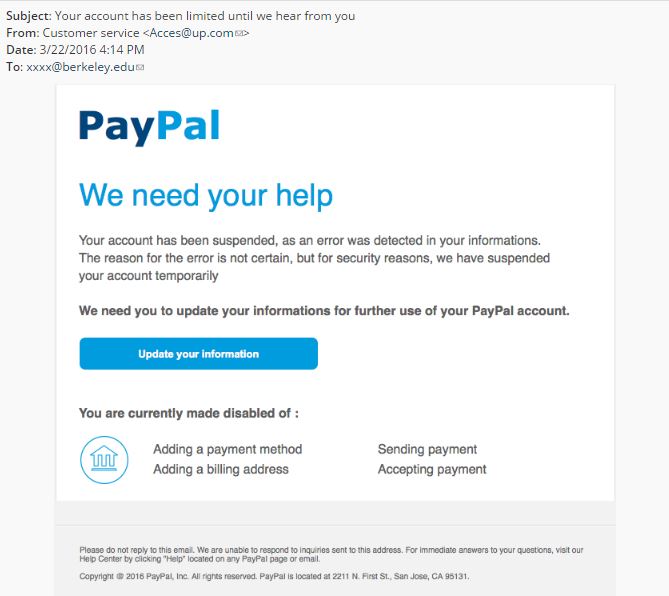 Subject: Your account has been limited until we hear from you
From: Customer service <Acces@up.com>
Date: 3/22/2016 4:14 PM
To: xxxx@berkeley.edu
PayPal
We need your help
Your account has been suspended, as an error was detected in your informations.
The reason for the error is not certain, but for security reasons, we have suspended
your account temporarily
We need you to update your informations for further use of your PayPal account.
Update your information
You are currently made disabled of :
Adding a payment method
Adding a billing address
Sending payment
Accepting payment
Please do not reply to this email. We are unable to respond to inquiries sent to this address. For immediate answers to your questions, visit our
Help Center by clicking "Help" located on any PayPal page or email.
Copyright @ 2016 PayPal, Inc. All rights reserved. PayPal is located at 2211 N. First St., San Jose, CA 95131.